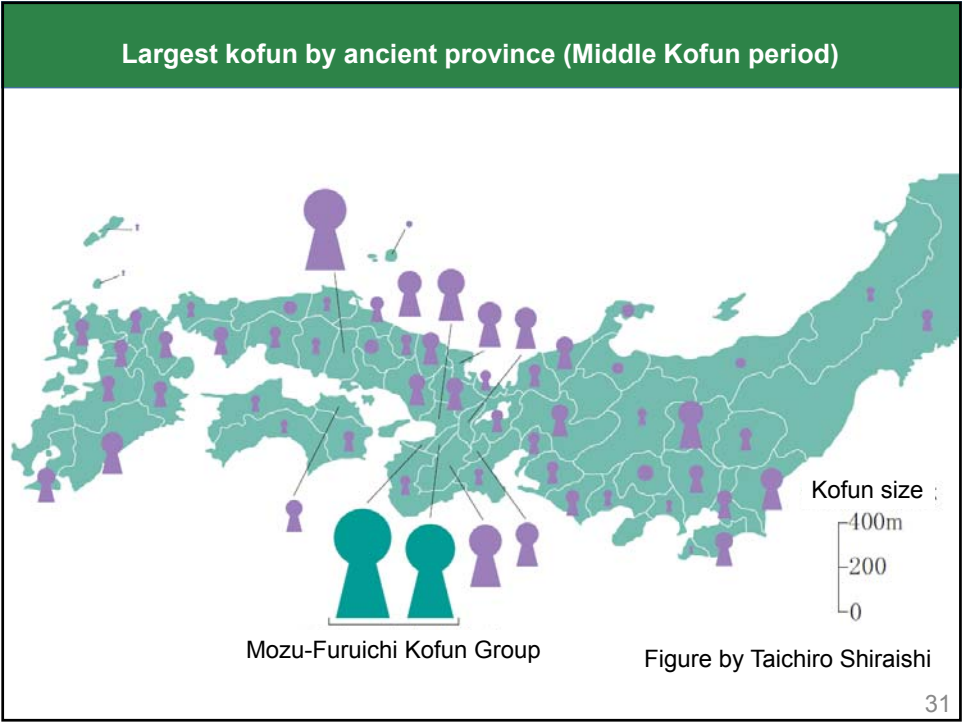 Largest kofun by ancient province (Middle Kofun period)
Kofun size :
400m
200
0
Mozu-Furuichi Kofun Group
Figure by Taichiro Shiraishi
31